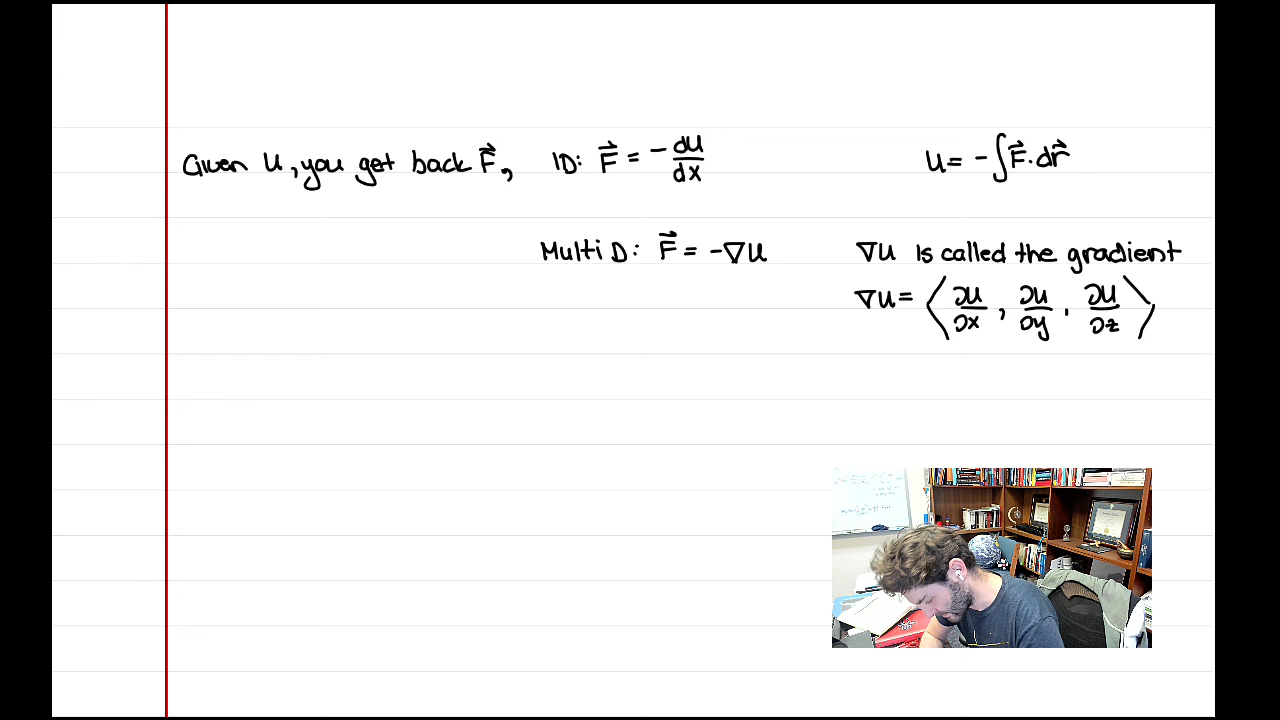 Given U, you get back F⃗, 1D: F⃗ = -dU/dx U = -∫F⃗·dr⃗
Multi D: F⃗ = -∇U ∇U is called the gradient
∇U = ⟨∂U/∂x, ∂U/∂y, ∂U/∂z⟩